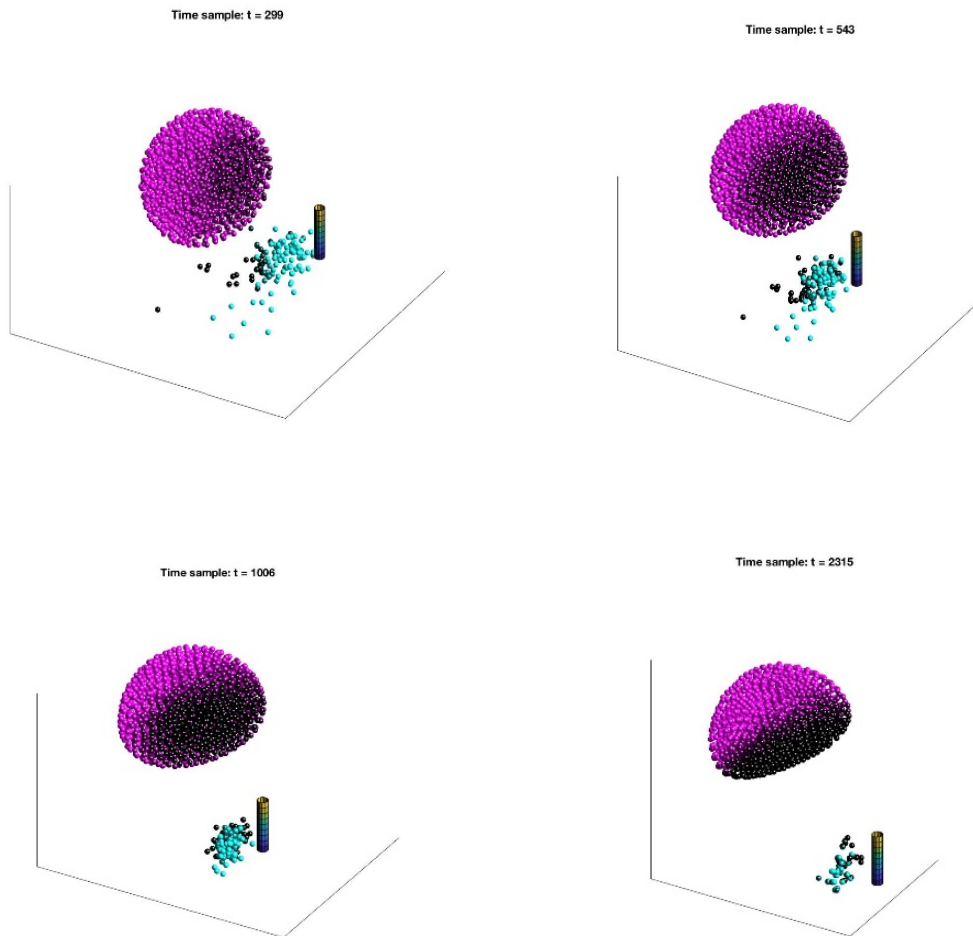 Time sample: t = 299
Time sample: t = 543
Time sample: t = 1006
Time sample: t = 2315